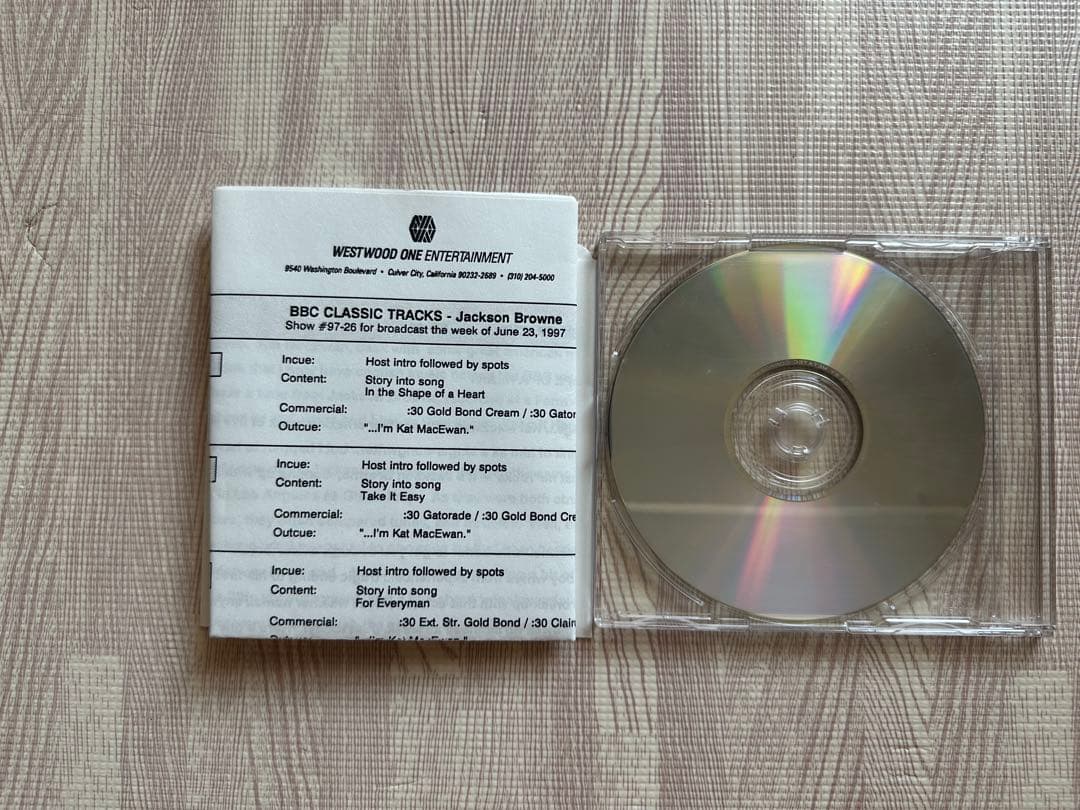 WESTWOOD ONE ENTERTAINMENT
9540 Washington Boulevard • Culver City, California 90232-2689 • (310) 204-5000
BBC CLASSIC TRACKS - Jackson Browne
Show #97-26 for broadcast the week of June 23, 1997
Incue: Host intro followed by spots
Content: Story into song
In the Shape of a Heart
Commercial: :30 Gold Bond Cream / :30 Gator
Outcue: "...I'm Kat MacEwan."
Incue: Host intro followed by spots
Content: Story into song
Take It Easy
Commercial: :30 Gatorade / :30 Gold Bond Cre
Outcue: "...I'm Kat MacEwan."
Incue: Host intro followed by spots
Content: Story into song
For Everyman
Commercial: :30 Ext. Str. Gold Bond / :30 Clair